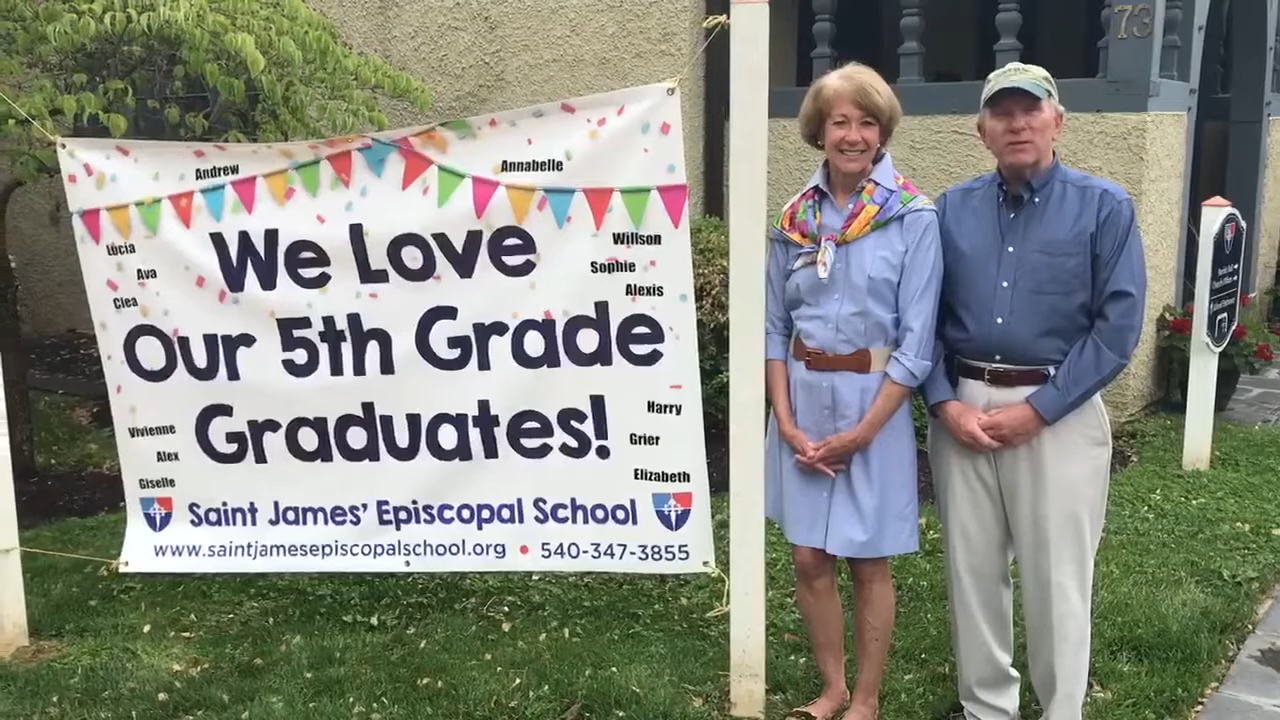 Andrew
Annabelle
Lucia
Ava
Clea
Willson
Sophie
Alexis
We Love
Our 5th Grade
Graduates!
Vivienne
Alex
Giselle
Harry
Grier
Elizabeth
Saint James' Episcopal School
www.saintjamesepiscopalschool.org • 540-347-3855
73